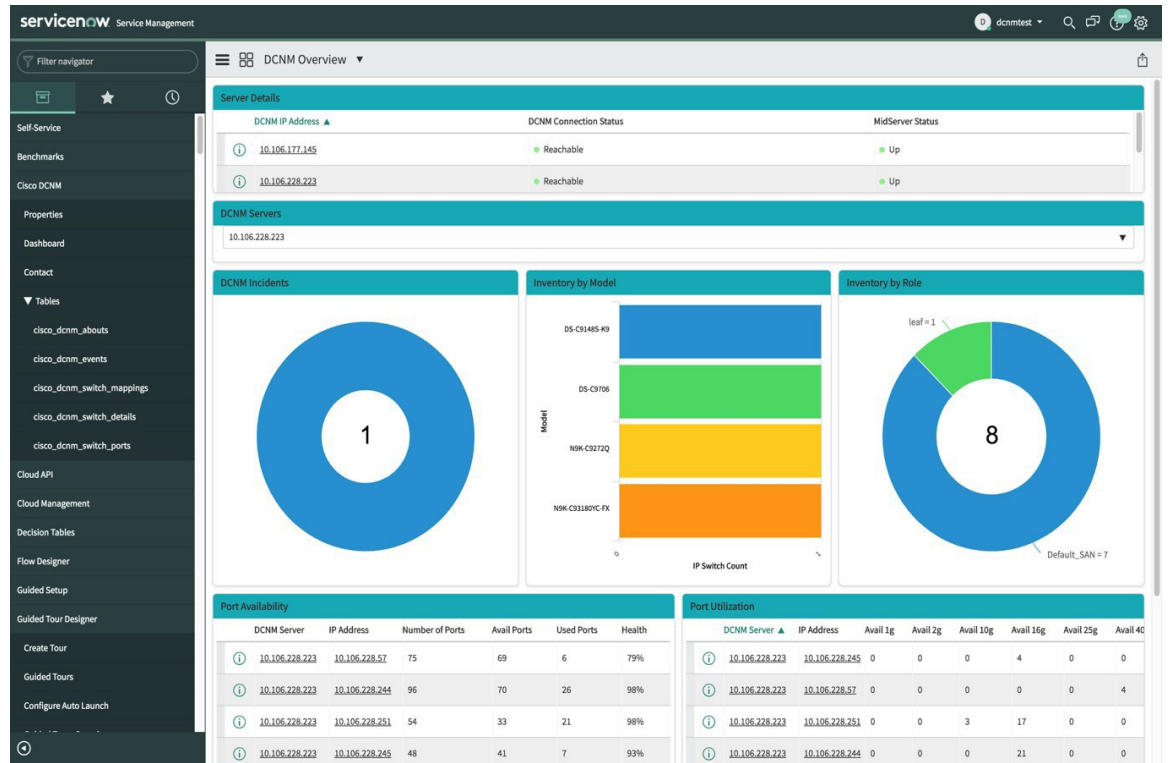 servicenow Service Management
D dcnmtest
Filter navigator
DCNM Overview ▼
Self-Service
Benchmarks
Cisco DCNM
Properties
Dashboard
Contact
▼ Tables
cisco_dcnm_abouts
cisco_dcnm_events
cisco_dcnm_switch_mappings
cisco_dcnm_switch_details
cisco_dcnm_switch_ports
Cloud API
Cloud Management
Decision Tables
Flow Designer
Guided Setup
Guided Tour Designer
Create Tour
Guided Tours
Configure Auto Launch
Server Details
DCNM IP Address ▲ DCNM Connection Status MidServer Status
10.106.177.145 Reachable Up
10.106.228.223 Reachable Up
DCNM Servers
10.106.228.223 ▼
DCNM Incidents
1
Inventory by Model
Model
DS-C9148S-K9
DS-C9706
N9K-C9272Q
N9K-C93180YC-FX
0
IP Switch Count
Inventory by Role
leaf = 1
8
Default_SAN = 7
Port Availability
DCNM Server IP Address Number of Ports Avail Ports Used Ports Health
10.106.228.223 10.106.228.57 75 69 6 79%
10.106.228.223 10.106.228.244 96 70 26 98%
10.106.228.223 10.106.228.251 54 33 21 98%
10.106.228.223 10.106.228.245 48 41 7 93%
Port Utilization
DCNM Server ▲ IP Address Avail 1g Avail 2g Avail 10g Avail 16g Avail 25g Avail 40
10.106.228.223 10.106.228.245 0 0 0 4 0 0
10.106.228.223 10.106.228.57 0 0 0 0 0 4
10.106.228.223 10.106.228.251 0 0 3 17 0 0
10.106.228.223 10.106.228.244 0 0 0 21 0 0